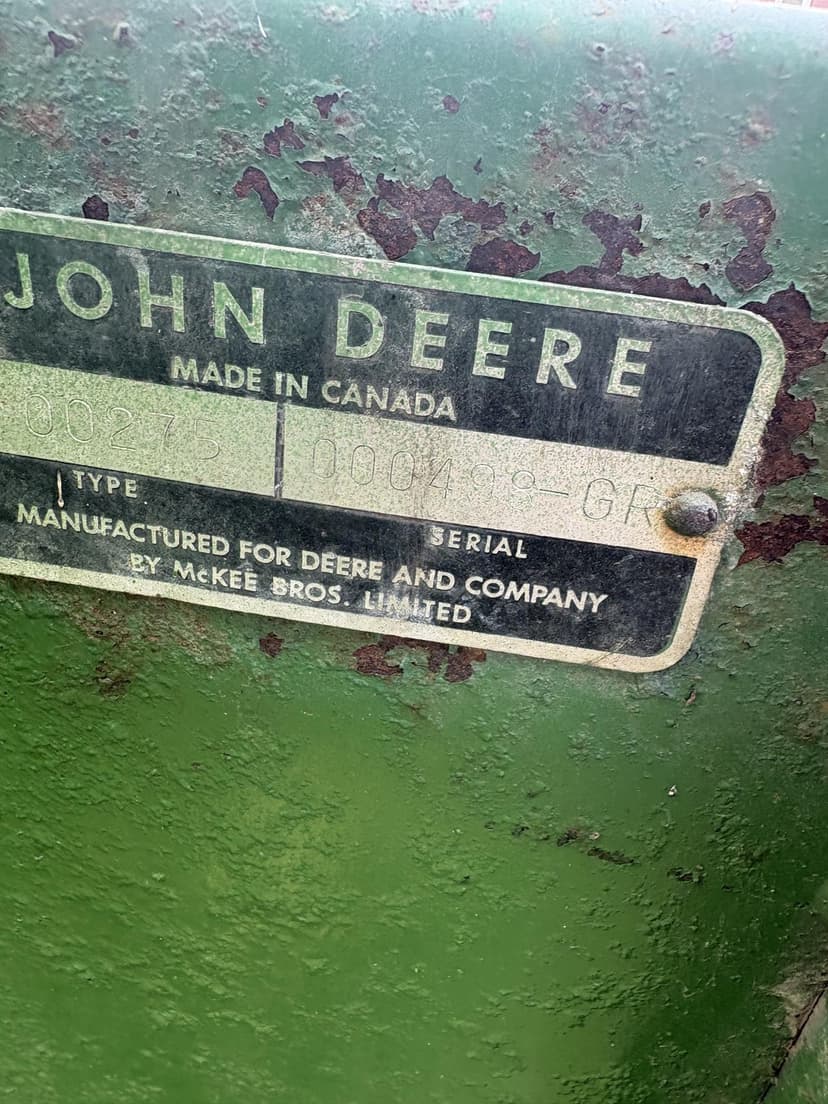 JOHN DEERE
MADE IN CANADA
00275
TYPE SERIAL
MANUFACTURED FOR DEERE AND COMPANY
BY McKEE BROS. LIMITED